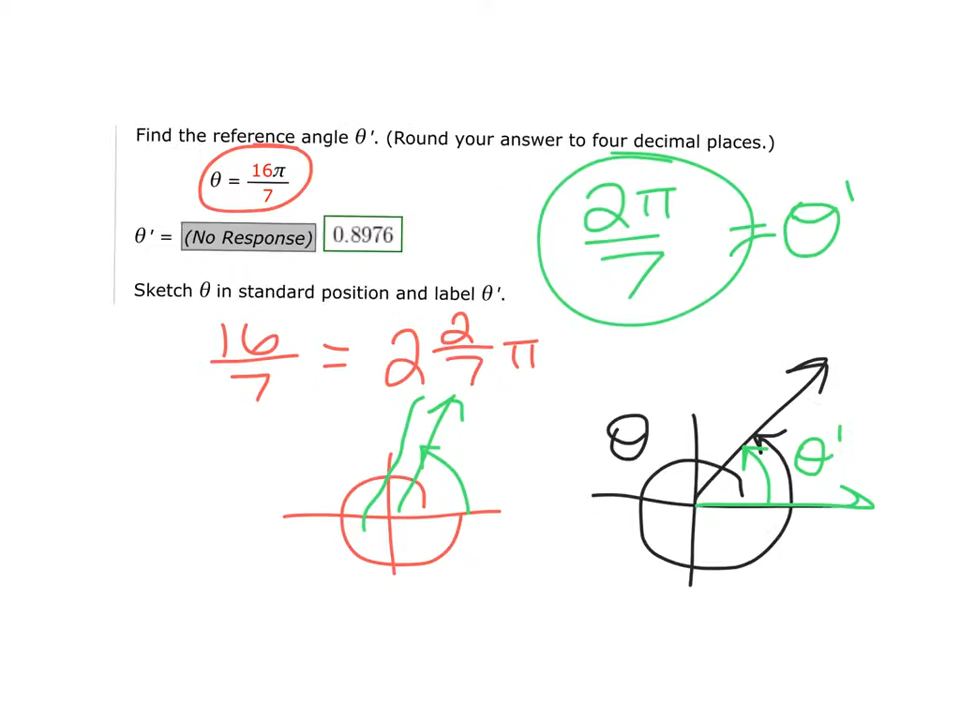 Find the reference angle θ ′. (Round your answer to four decimal places.)
θ = 16π/7
θ ′ = (No Response) 0.8976
2π/7 = θ'
Sketch θ in standard position and label θ ′.
16/7 = 2 2/7 π
θ
θ'